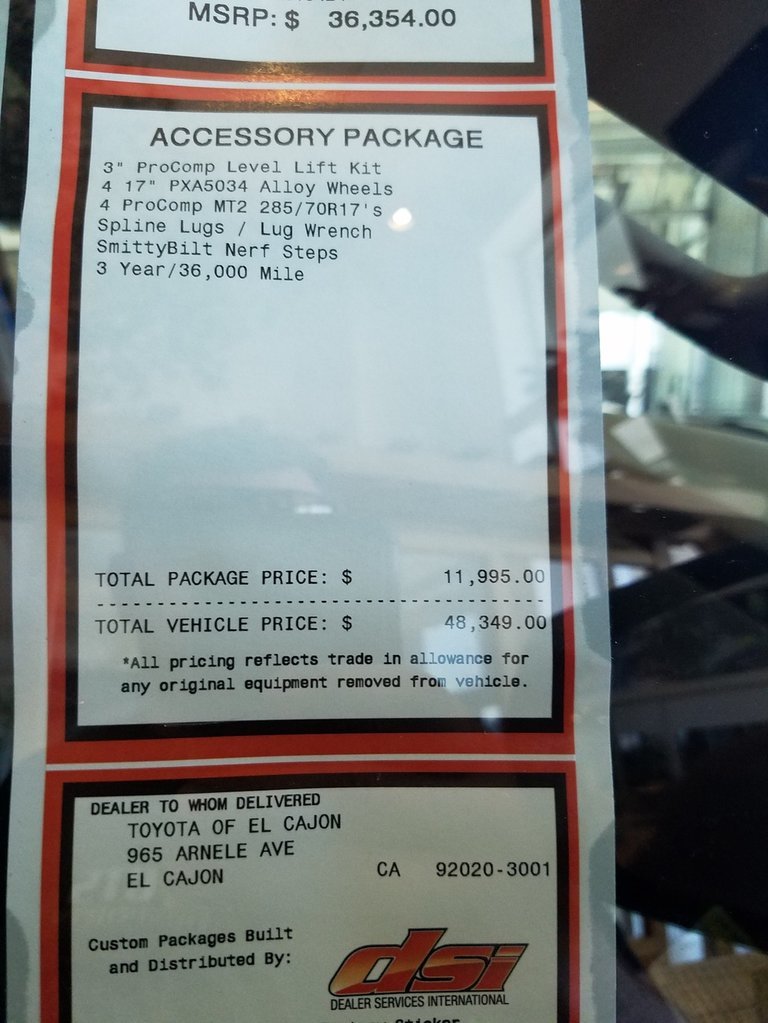 MSRP: $ 36,354.00
ACCESSORY PACKAGE
3" ProComp Level Lift Kit
4 17" PXA5034 Alloy Wheels
4 ProComp MT2 285/70R17's
Spline Lugs / Lug Wrench
SmittyBilt Nerf Steps
3 Year/36,000 Mile
TOTAL PACKAGE PRICE: $ 11,995.00
TOTAL VEHICLE PRICE: $ 48,349.00
*All pricing reflects trade in allowance for
any original equipment removed from vehicle.
DEALER TO WHOM DELIVERED
TOYOTA OF EL CAJON
965 ARNELE AVE
EL CAJON CA 92020-3001
Custom Packages Built
and Distributed By:
dsi
DEALER SERVICES INTERNATIONAL
Sticker